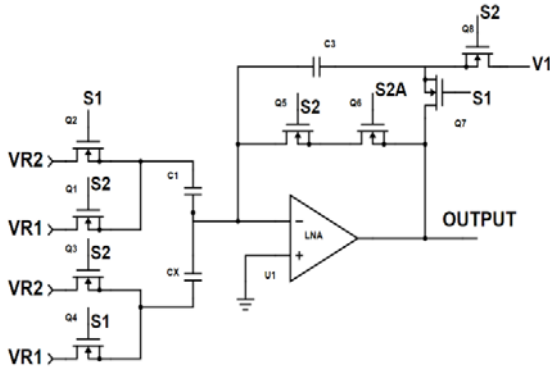 S2
Q8
C3
V1
S2A
Q5
S2
Q6
S1
Q7
S1
Q2
VR2
S2
C1
Q1
VR1
OUTPUT
−
LNA
+
U1
S2
Q3
CX
VR2
S1
Q4
VR1